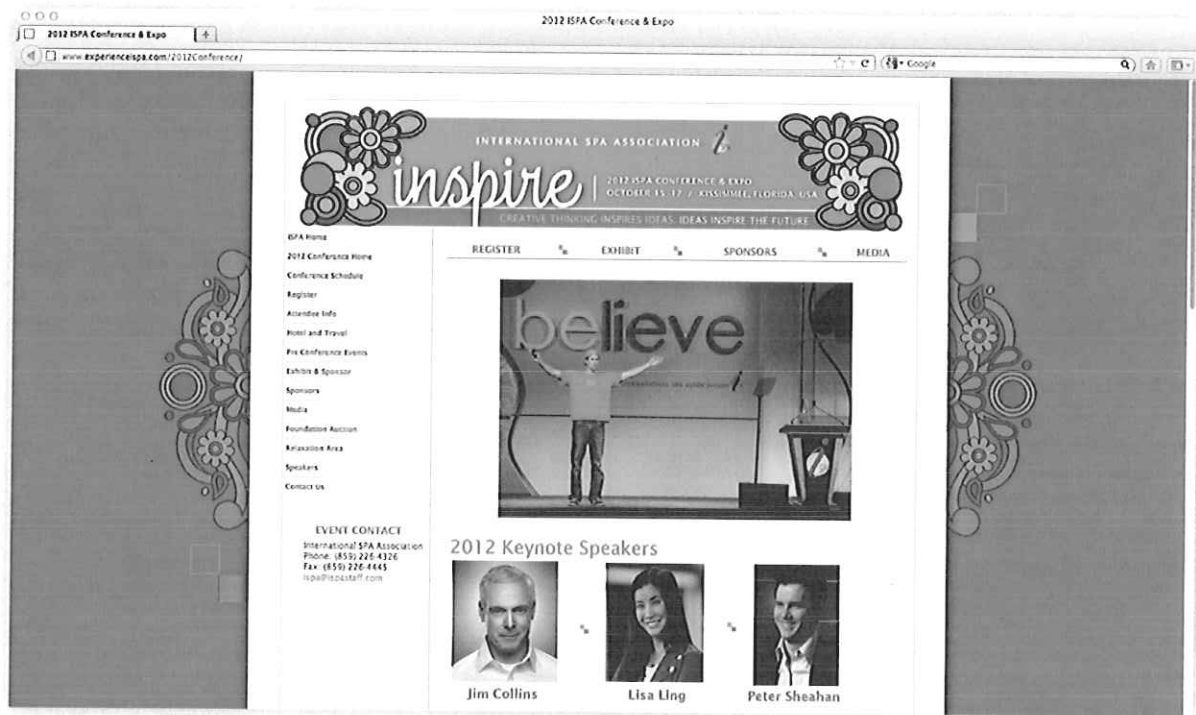 2012 ISPA Conference & Expo
2012 ISPA Conference & Expo
www.experienceispa.com/2012Conference/
Google
INTERNATIONAL SPA ASSOCIATION i
inspire
2012 ISPA CONFERENCE & EXPO
OCTOBER 15-17 / KISSIMMEE, FLORIDA, USA
CREATIVE THINKING INSPIRES IDEAS. IDEAS INSPIRE THE FUTURE.
ISPA Home
2012 Conference Home
Conference Schedule
Register
Attendee Info
Hotel and Travel
Pre Conference Events
Exhibit & Sponsor
Sponsors
Media
Foundation Auction
Relaxation Area
Speakers
Contact Us
EVENT CONTACT
International SPA Association
Phone: (859) 226-4326
Fax: (859) 226-4445
ispa@ispastaff.com
REGISTER
EXHIBIT
SPONSORS
MEDIA
believe
i
i
2012 Keynote Speakers
Jim Collins
Lisa Ling
Peter Sheahan